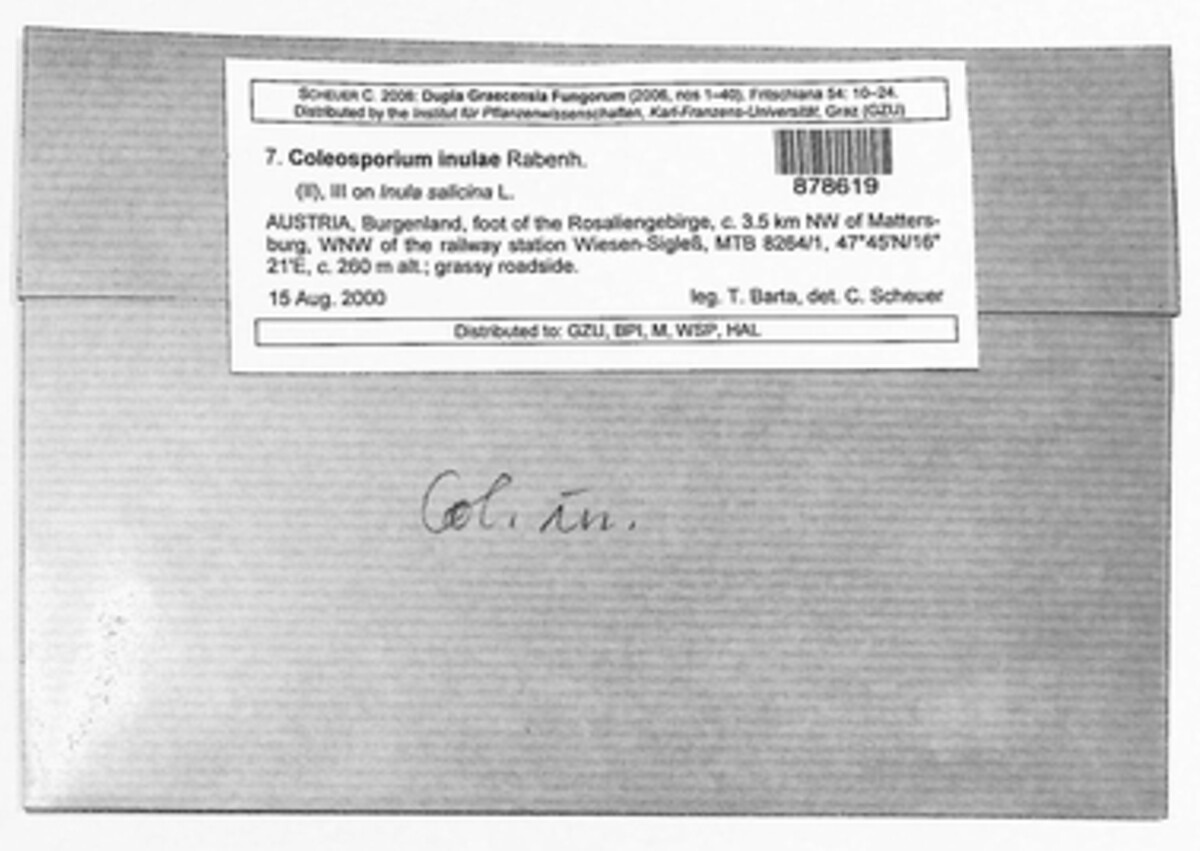 SCHEUER C. 2006: Dupla Graecensia Fungorum (2006, nos 1–40). Fritschiana 54: 10–24.
Distributed by the Institut für Pflanzenwissenschaften, Karl-Franzens-Universität, Graz (GZU)
7. Coleosporium inulae Rabenh.
878619
(II), III on Inula salicina L.
AUSTRIA, Burgenland, foot of the Rosaliengebirge, c. 3.5 km NW of Matters-
burg, WNW of the railway station Wiesen-Sigleß, MTB 8264/1, 47°45'N/16°
21'E, c. 260 m alt.; grassy roadside.
15 Aug. 2000 leg. T. Barta, det. C. Scheuer
Distributed to: GZU, BPI, M, WSP, HAL
Col. in.